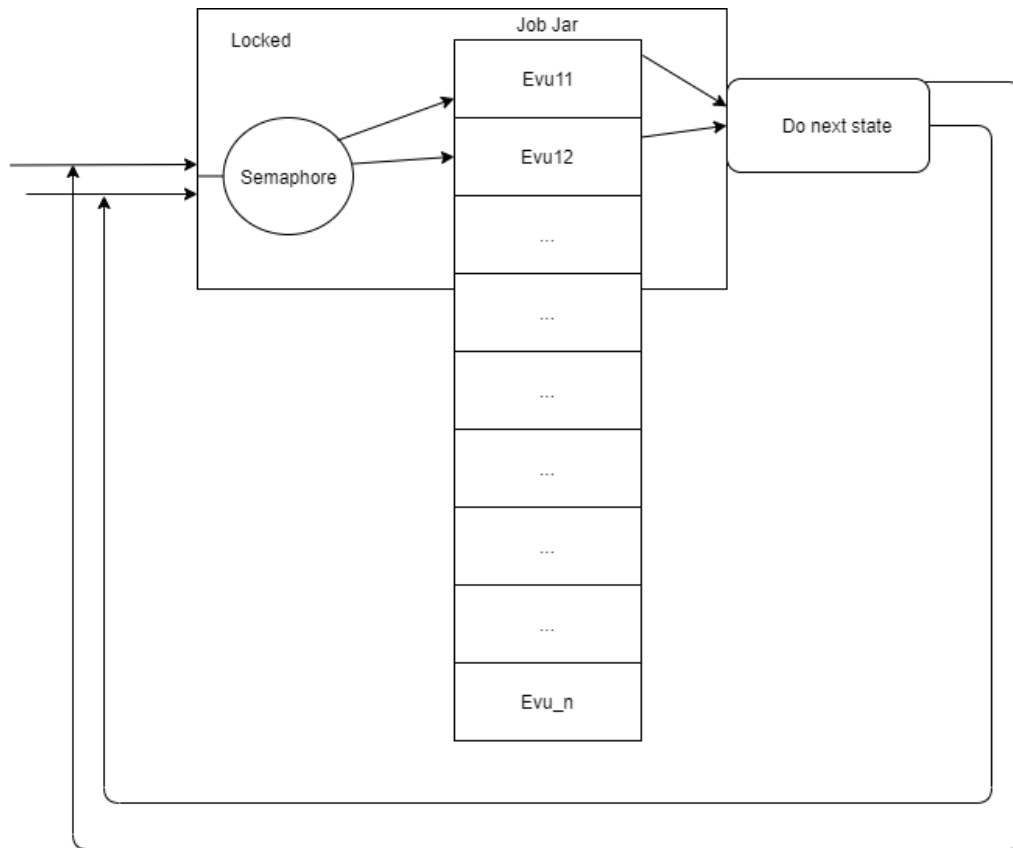 Job Jar
Locked
Evu11
Do next state
Evu12
Semaphore
...
...
...
...
...
...
Evu_n